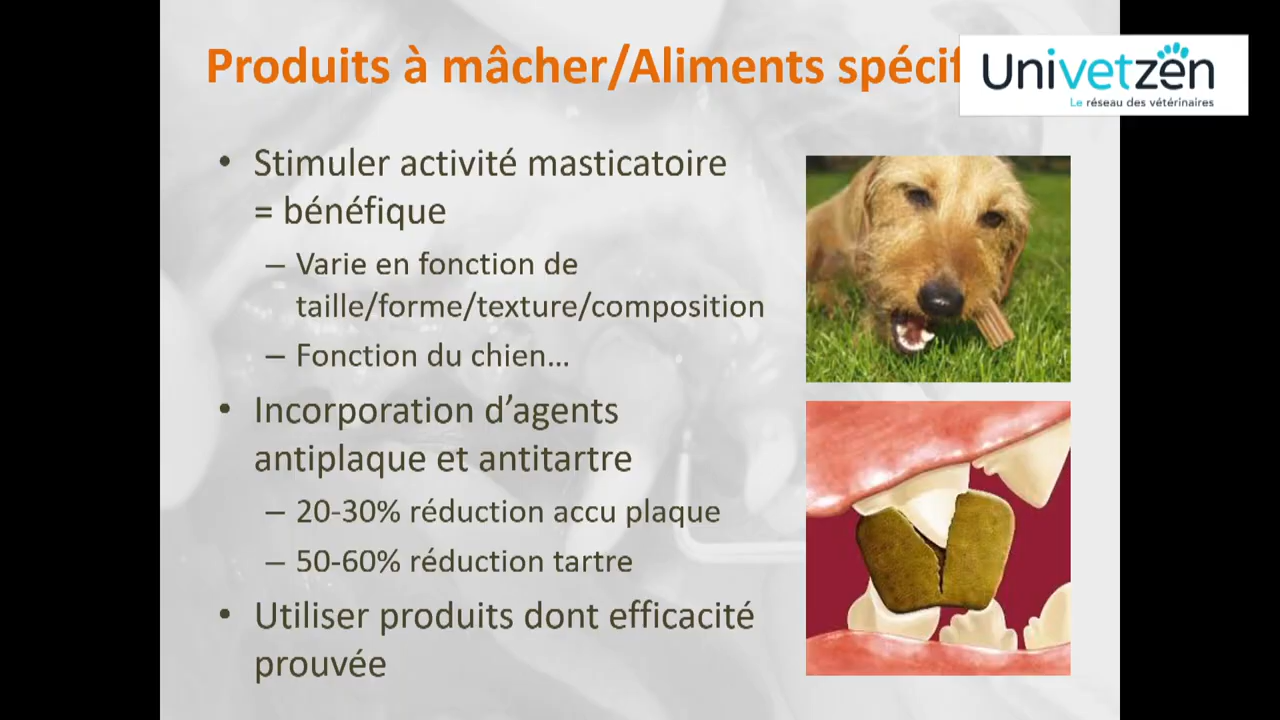 Produits à mâcher/Aliments
Univetzen
Le réseau des vétérinaires
• Stimuler activité masticatoire
= bénéfique
– Varie en fonction de
taille/forme/texture/composition
– Fonction du chien…
• Incorporation d’agents
antiplaque et antitartre
– 20-30% réduction accu plaque
– 50-60% réduction tartre
• Utiliser produits dont efficacité
prouvée